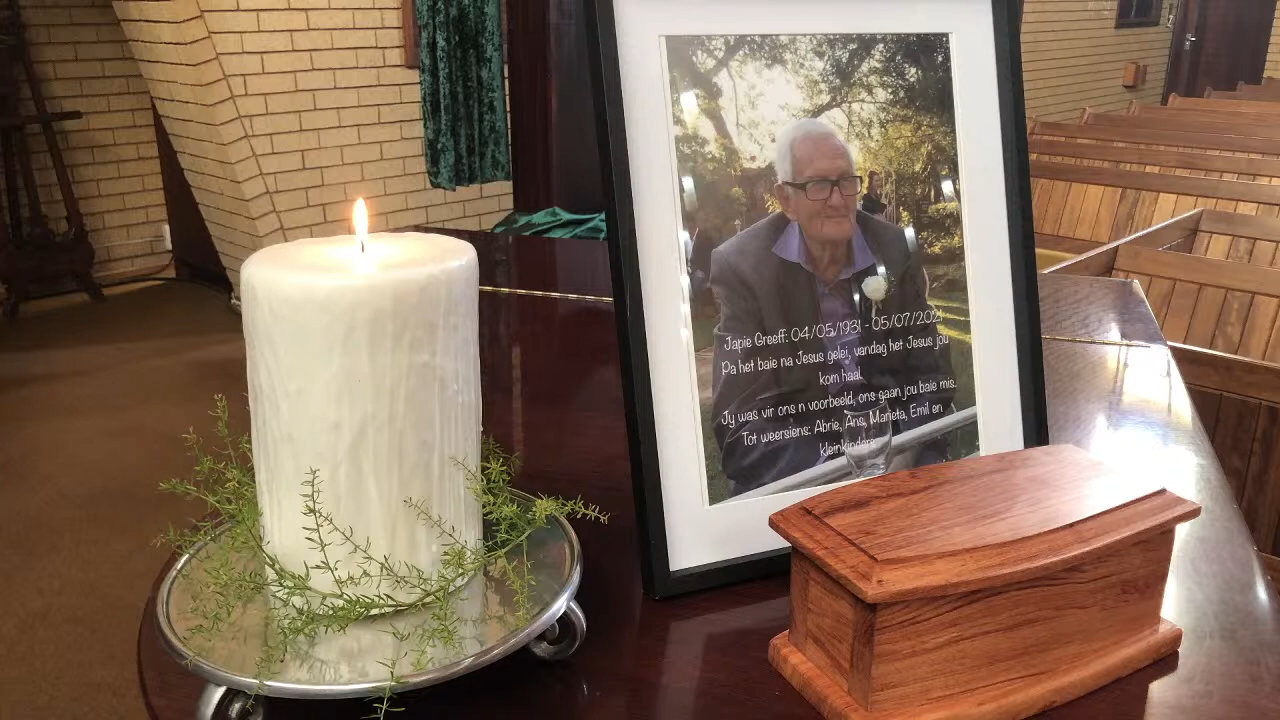 Japie Greeff: 04/05/1931 - 05/07/2021
Pa het baie na Jesus gelei, vandag het Jesus jou
kom haal.
Jy was vir ons n voorbeeld, ons gaan jou baie mis.
Tot weersiens: Abrie, Ans, Marieta, Emil en
kleinkinders